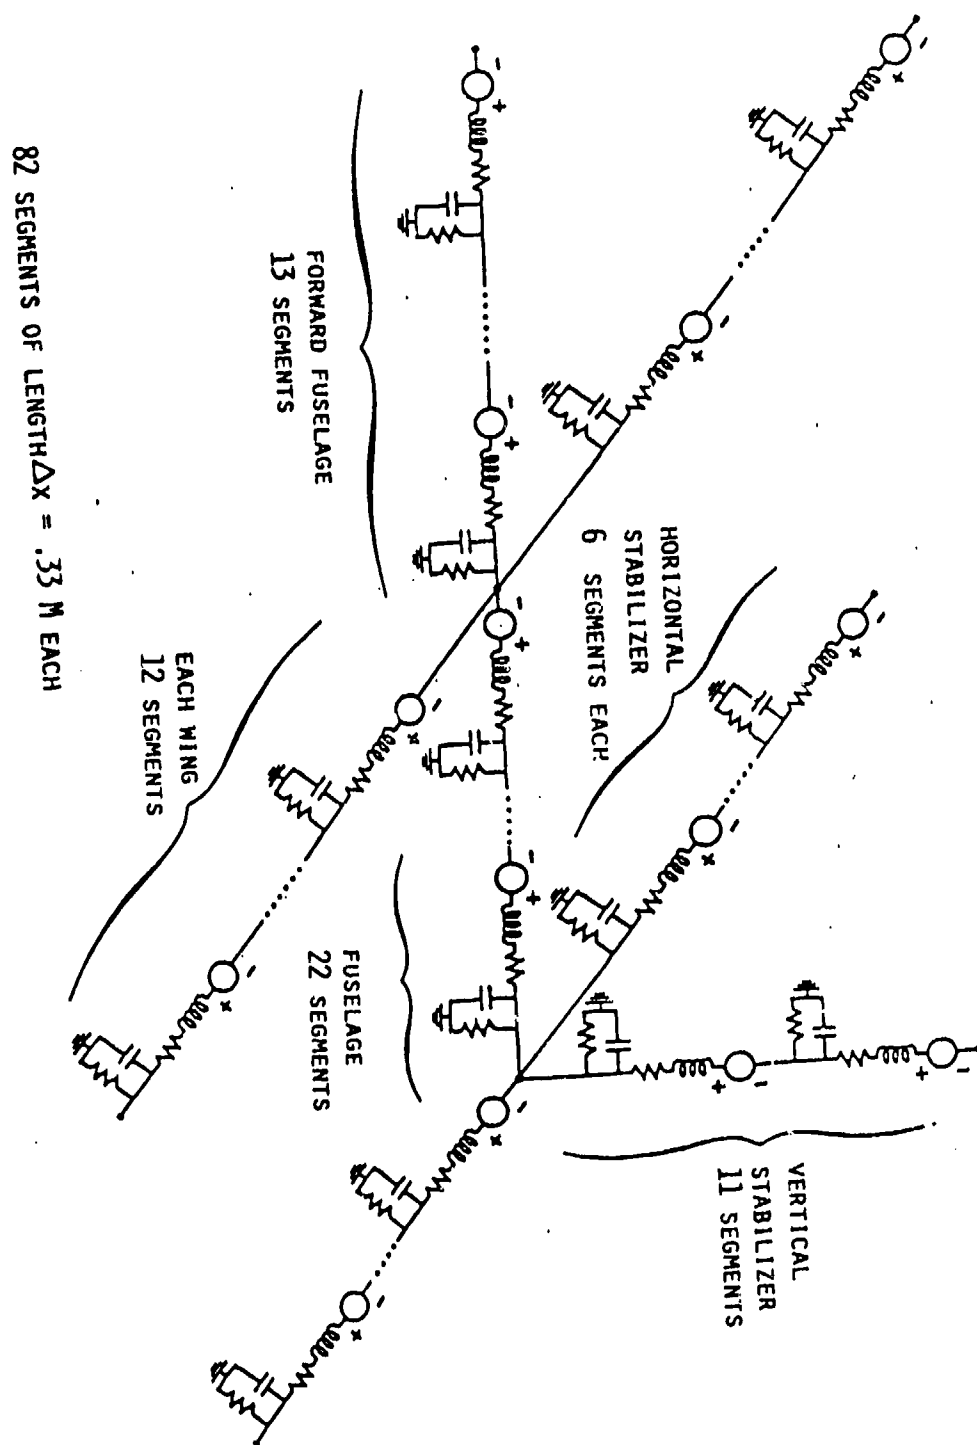 VERTICAL
STABILIZER
11 SEGMENTS
HORIZONTAL
STABILIZER
6 SEGMENTS EACH
FUSELAGE
22 SEGMENTS
FORWARD FUSELAGE
13 SEGMENTS
EACH WING
12 SEGMENTS
82 SEGMENTS OF LENGTH Δx = .33 M EACH